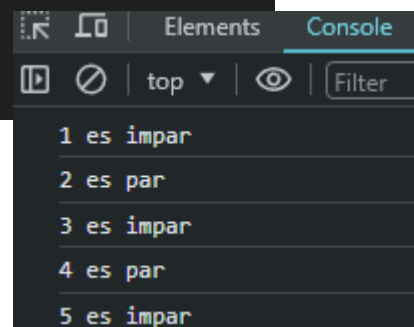 Elements Console
top Filter
1 es impar
2 es par
3 es impar
4 es par
5 es impar